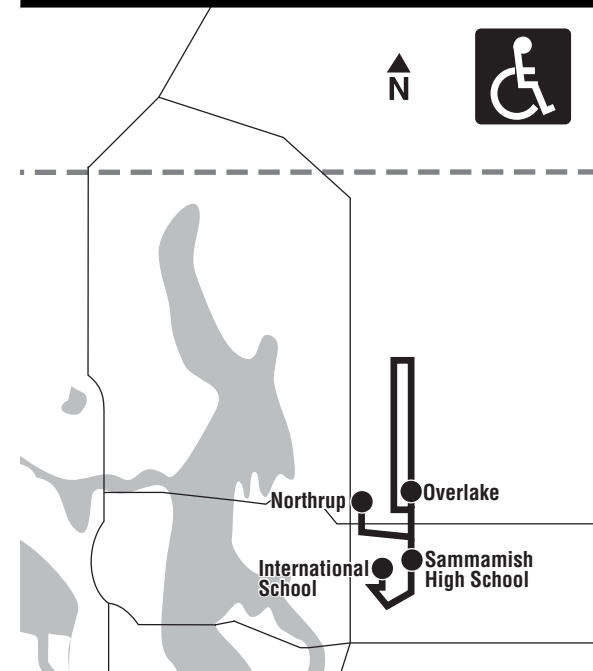 N
Northrup
Overlake
International
School
Sammamish
High School